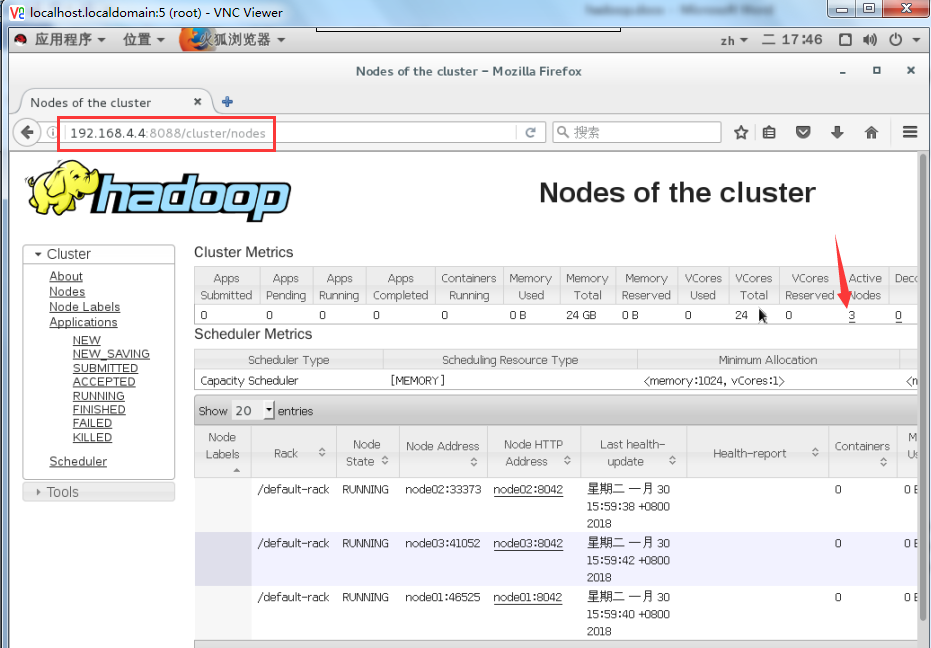 localhost.localdomain:5 (root) - VNC Viewer
应用程序 位置 火狐浏览器 zh 二 17:46
Nodes of the cluster - Mozilla Firefox
Nodes of the cluster
192.168.4.4:8088/cluster/nodes 搜索
hadoop Nodes of the cluster
Cluster
About
Nodes
Node Labels
Applications
NEW
NEW_SAVING
SUBMITTED
ACCEPTED
RUNNING
FINISHED
FAILED
KILLED
Scheduler
Tools
Cluster Metrics
Apps Apps Apps Apps Containers Memory Memory Memory VCores VCores VCores Active
Submitted Pending Running Completed Running Used Total Reserved Used Total Reserved Nodes
0 0 0 0 0 0 B 24 GB 0 B 0 24 0 3 0
Scheduler Metrics
Scheduler Type Scheduling Resource Type Minimum Allocation
Capacity Scheduler [MEMORY] <memory:1024, vCores:1>
Show 20 entries
Node Labels Rack Node State Node Address Node HTTP Address Last health-update Health-report Containers
/default-rack RUNNING node02:33373 node02:8042 星期二 一月 30 0 0 B
15:59:38 +0800
2018
/default-rack RUNNING node03:41052 node03:8042 星期二 一月 30 0 0 B
15:59:42 +0800
2018
/default-rack RUNNING node01:46525 node01:8042 星期二 一月 30 0 0 B
15:59:40 +0800
2018